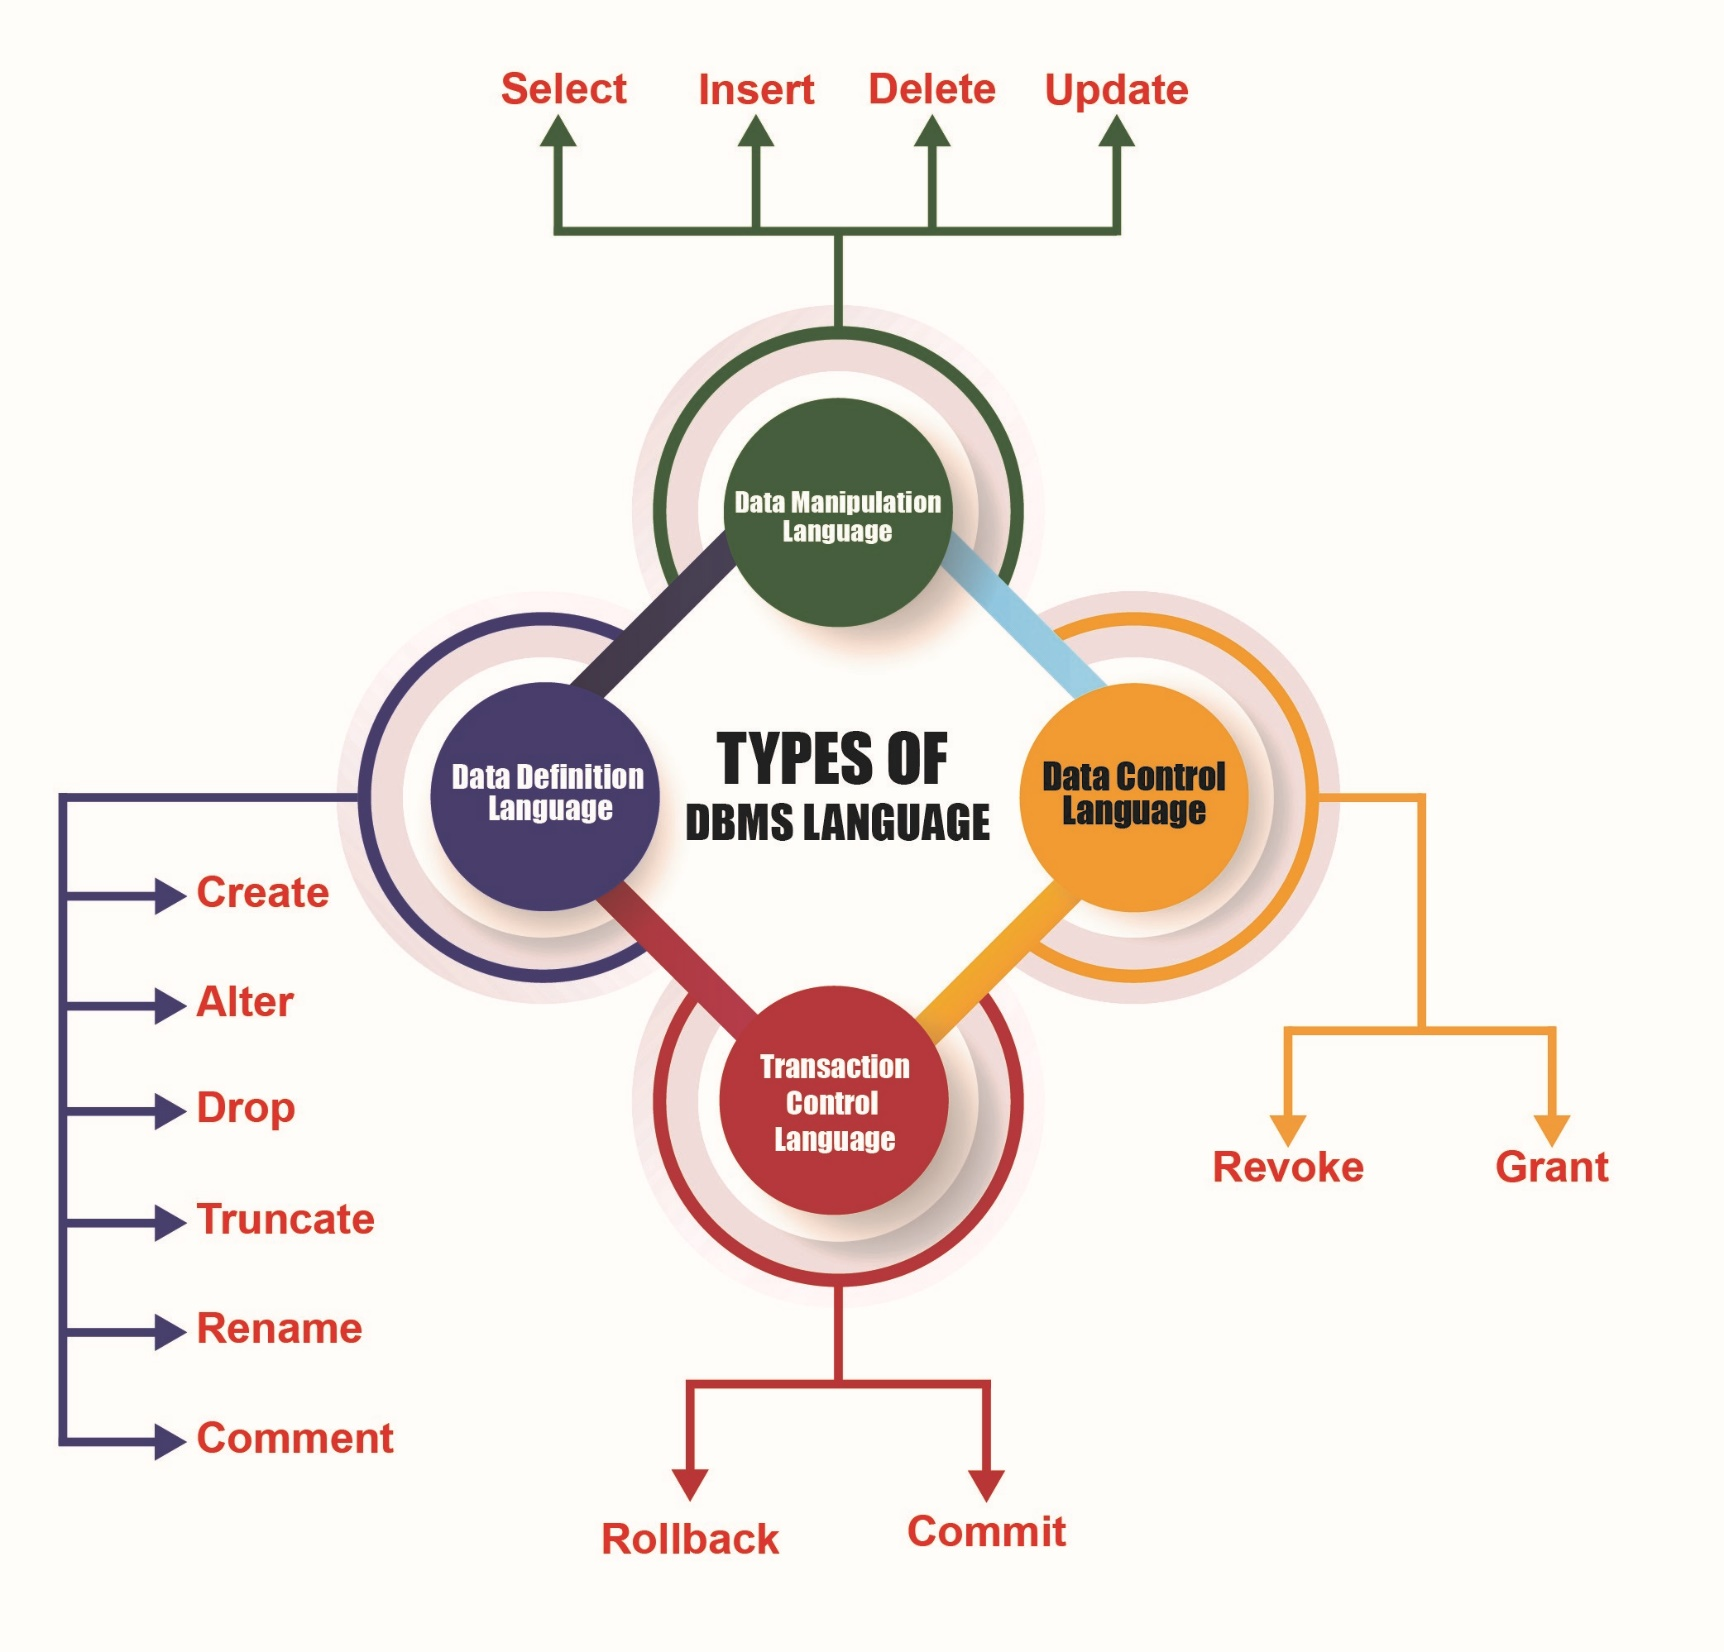 Select Insert Delete Update
Data Manipulation
Language
Data Definition
Language
TYPES OF
DBMS LANGUAGE
Data Control
Language
Create
Alter
Drop
Truncate
Rename
Comment
Transaction
Control
Language
Revoke Grant
Rollback Commit